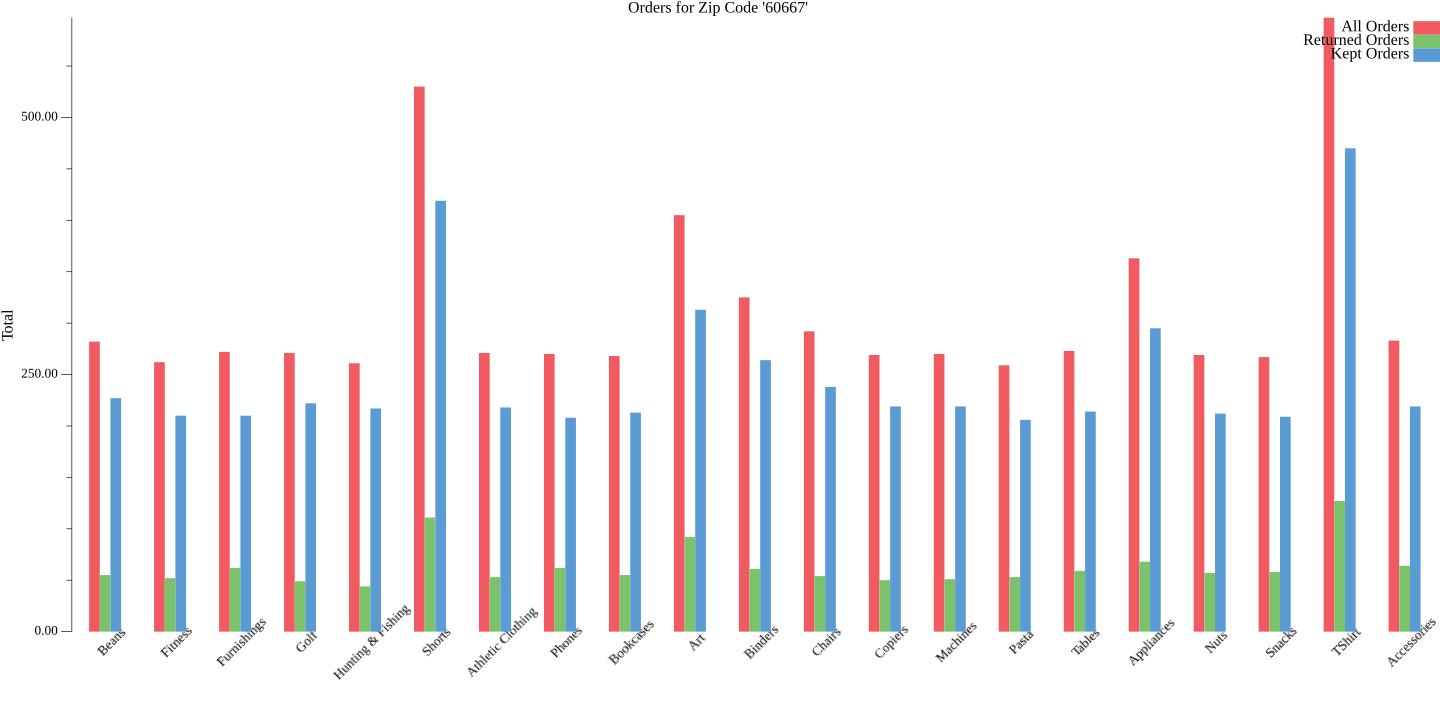 Orders for Zip Code '60667'
All Orders
Returned Orders
Kept Orders
500.00
250.00
0.00
Total
Beans
Fitness
Furnishings
Golf
Hunting & Fishing
Shorts
Athletic Clothing
Phones
Bookcases
Art
Binders
Chairs
Copiers
Machines
Pasta
Tables
Appliances
Nuts
Snacks
TShirt
Accessories